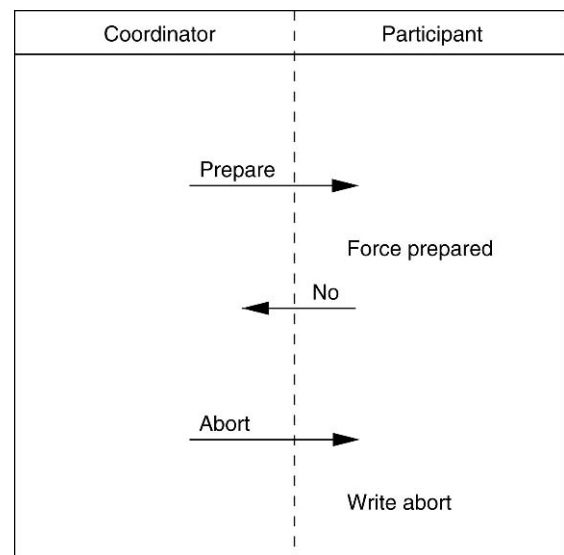 Coordinator Participant
Prepare
Force prepared
No
Abort
Write abort